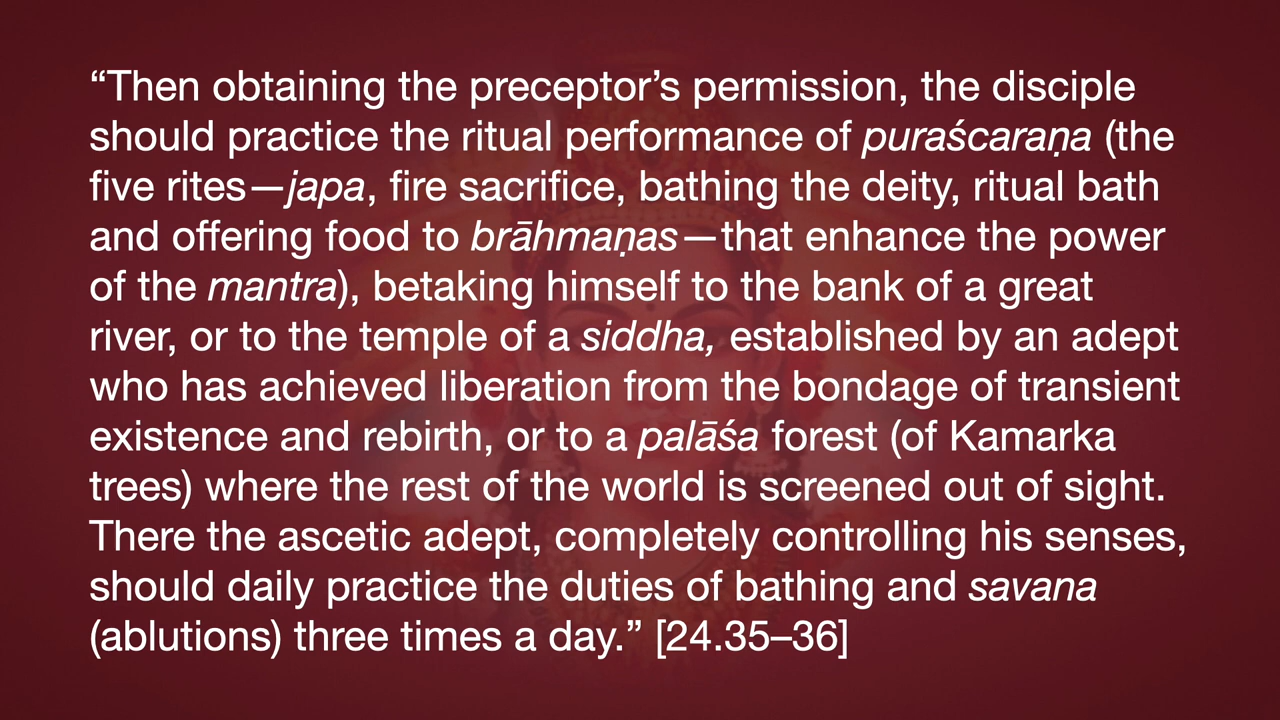 “Then obtaining the preceptor’s permission, the disciple
should practice the ritual performance of puraścaraṇa (the
five rites—japa, fire sacrifice, bathing the deity, ritual bath
and offering food to brāhmaṇas—that enhance the power
of the mantra), betaking himself to the bank of a great
river, or to the temple of a siddha, established by an adept
who has achieved liberation from the bondage of transient
existence and rebirth, or to a palāśa forest (of Kamarka
trees) where the rest of the world is screened out of sight.
There the ascetic adept, completely controlling his senses,
should daily practice the duties of bathing and savana
(ablutions) three times a day.” [24.35–36]